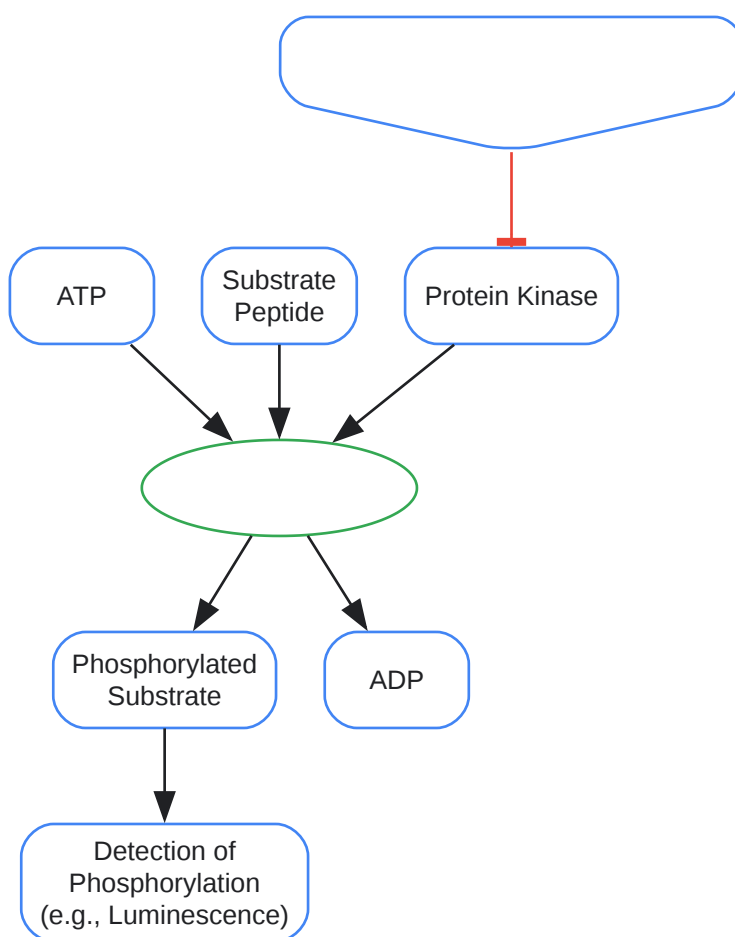 ATP
Substrate
Peptide
Protein Kinase
Phosphorylated
Substrate
ADP
Detection of
Phosphorylation
(e.g., Luminescence)